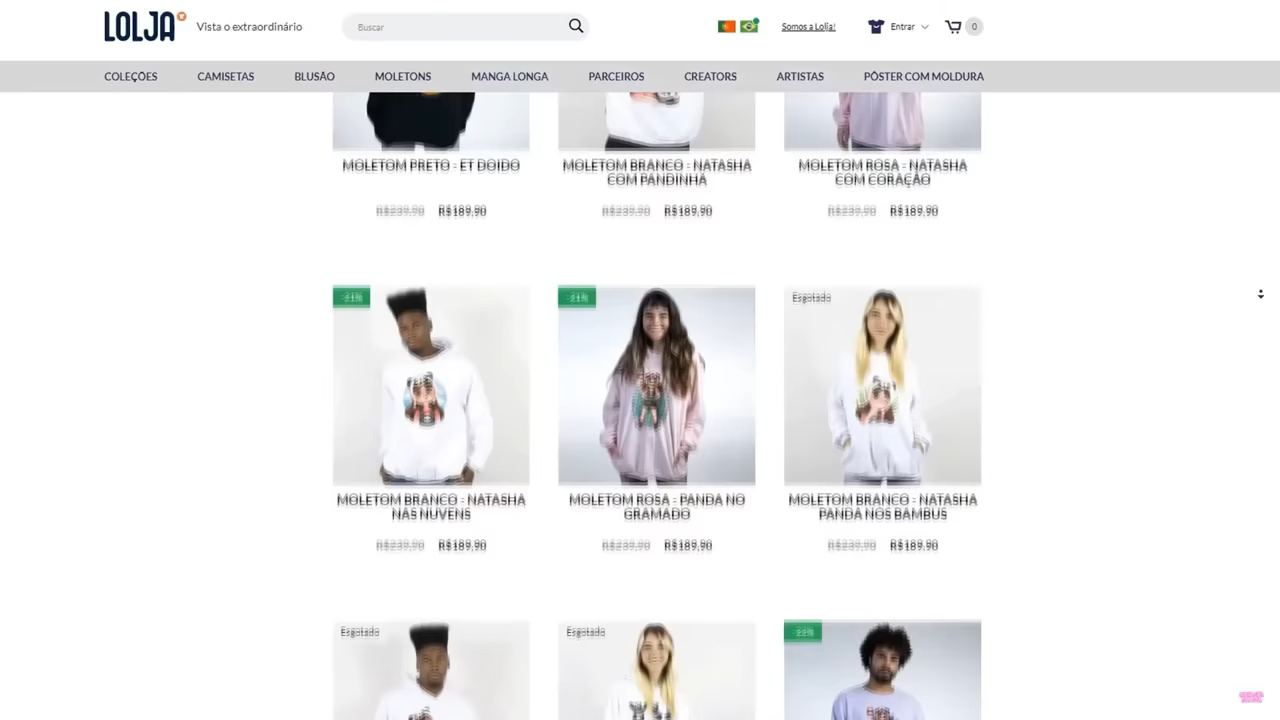 LOLJA
Vista o extraordinário
Buscar
Somos a Lolja!
Entrar
0
COLEÇÕES
CAMISETAS
BLUSÃO
MOLETONS
MANGA LONGA
PARCEIROS
CREATORS
ARTISTAS
PÔSTER COM MOLDURA
MOLETOM PRETO - ET DOIDO
MOLETOM BRANCO - NATASHA
COM PANDINHA
MOLETOM ROSA - NATASHA
COM CORAÇÃO
R$239,90 R$189,90
R$239,90 R$189,90
R$239,90 R$189,90
-21%
-21%
Esgotado
MOLETOM BRANCO - NATASHA
NAS NUVENS
MOLETOM ROSA - PANDA NO
GRAMADO
MOLETOM BRANCO - NATASHA
PANDA NOS BAMBUS
R$239,90 R$189,90
R$239,90 R$189,90
R$239,90 R$189,90
Esgotado
Esgotado
-22%